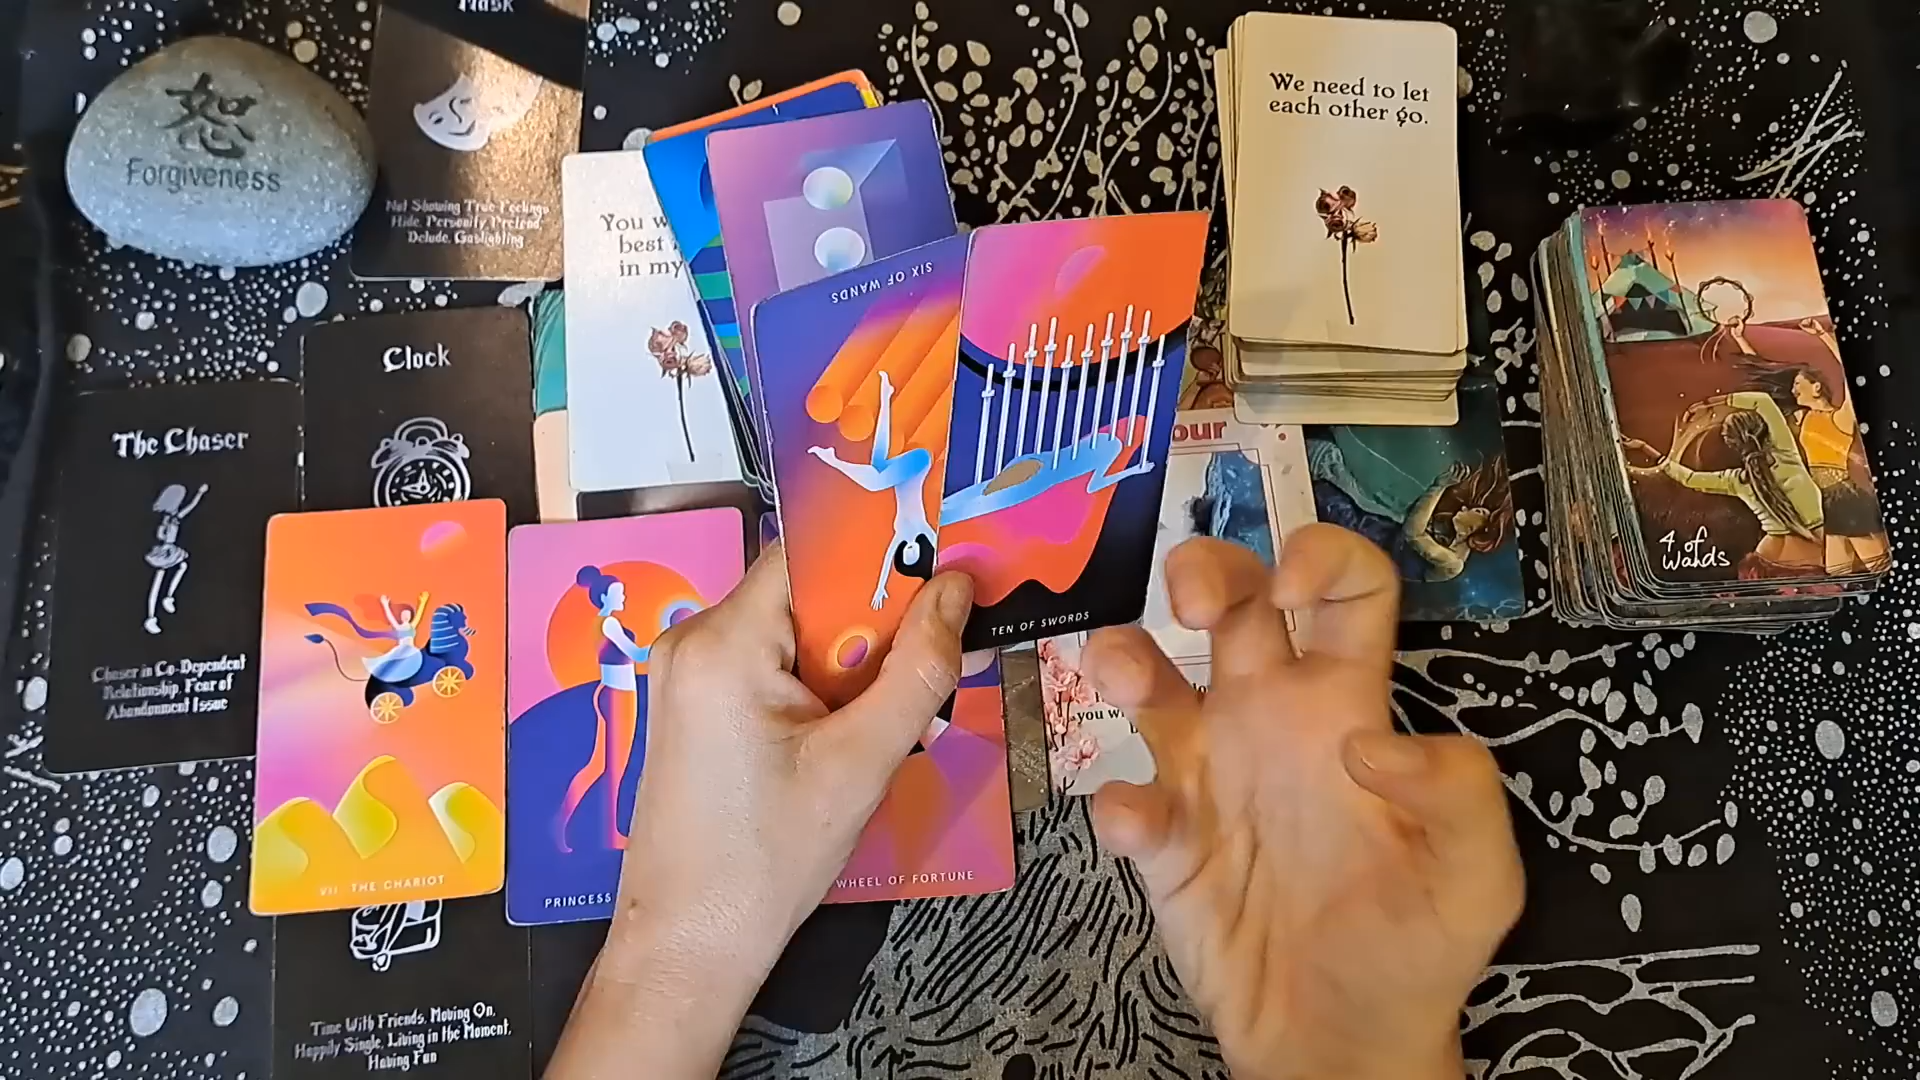 Mask
Not Showing True Feelings,
Hide, Personify Pretend,
Delude, Gaslighting
恕
Forgiveness
We need to let
each other go.
You w
best
in my
SIX OF WANDS
TEN OF SWORDS
Clock
The Chaser
Chaser in Co-Dependent
Relationship, Fear of
Abandonment Issue
our
4 of
Wands
you wi
VII THE CHARIOT
PRINCESS
WHEEL OF FORTUNE
Time With Friends, Moving On,
Happily Single, Living in the Moment,
Having Fun